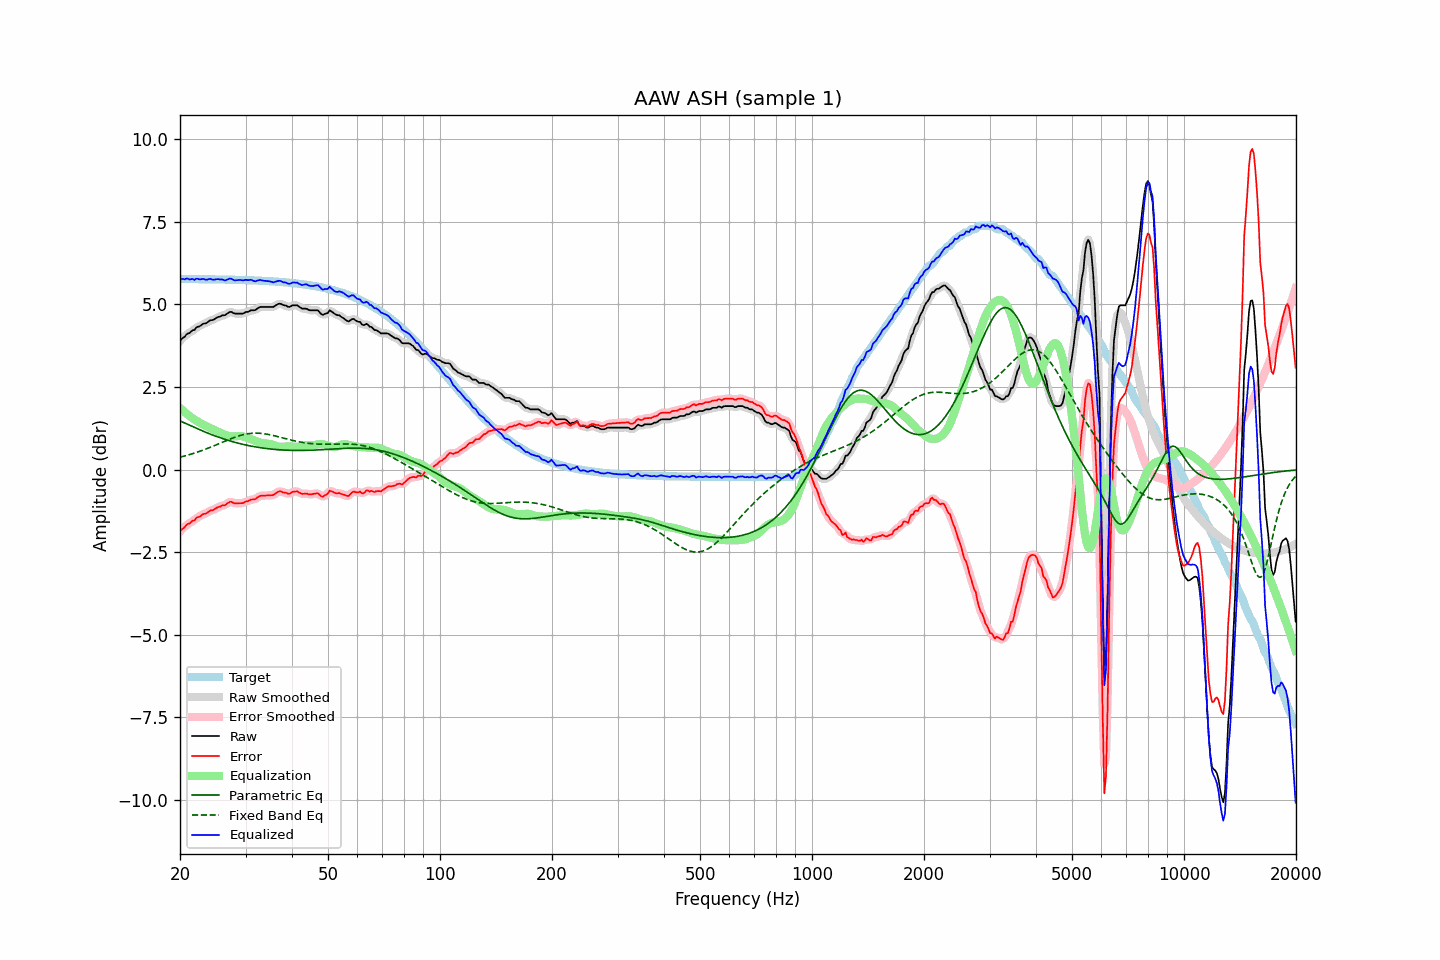 AAW ASH (sample 1)
Amplitude (dBr)
10.0
7.5
5.0
2.5
0.0
−2.5
−5.0
−7.5
−10.0
Target
Raw Smoothed
Error Smoothed
Raw
Error
Equalization
Parametric Eq
Fixed Band Eq
Equalized
20 50 100 200 500 1000 2000 5000 10000 20000
Frequency (Hz)